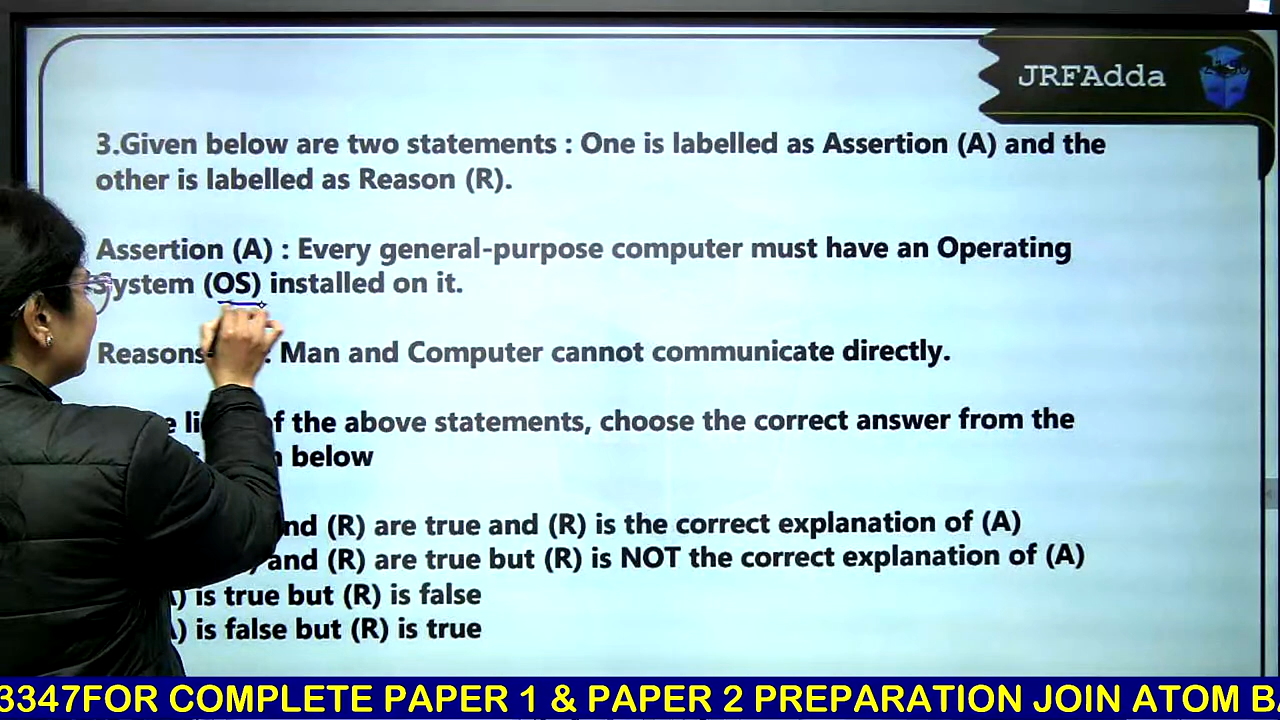 JRFAdda
3.Given below are two statements : One is labelled as Assertion (A) and the
other is labelled as Reason (R).
Assertion (A) : Every general-purpose computer must have an Operating
System (OS) installed on it.
Reasons : Man and Computer cannot communicate directly.
of the above statements, choose the correct answer from the
below
and (R) are true and (R) is the correct explanation of (A)
and (R) are true but (R) is NOT the correct explanation of (A)
is true but (R) is false
is false but (R) is true
3347FOR COMPLETE PAPER 1 & PAPER 2 PREPARATION JOIN ATOM